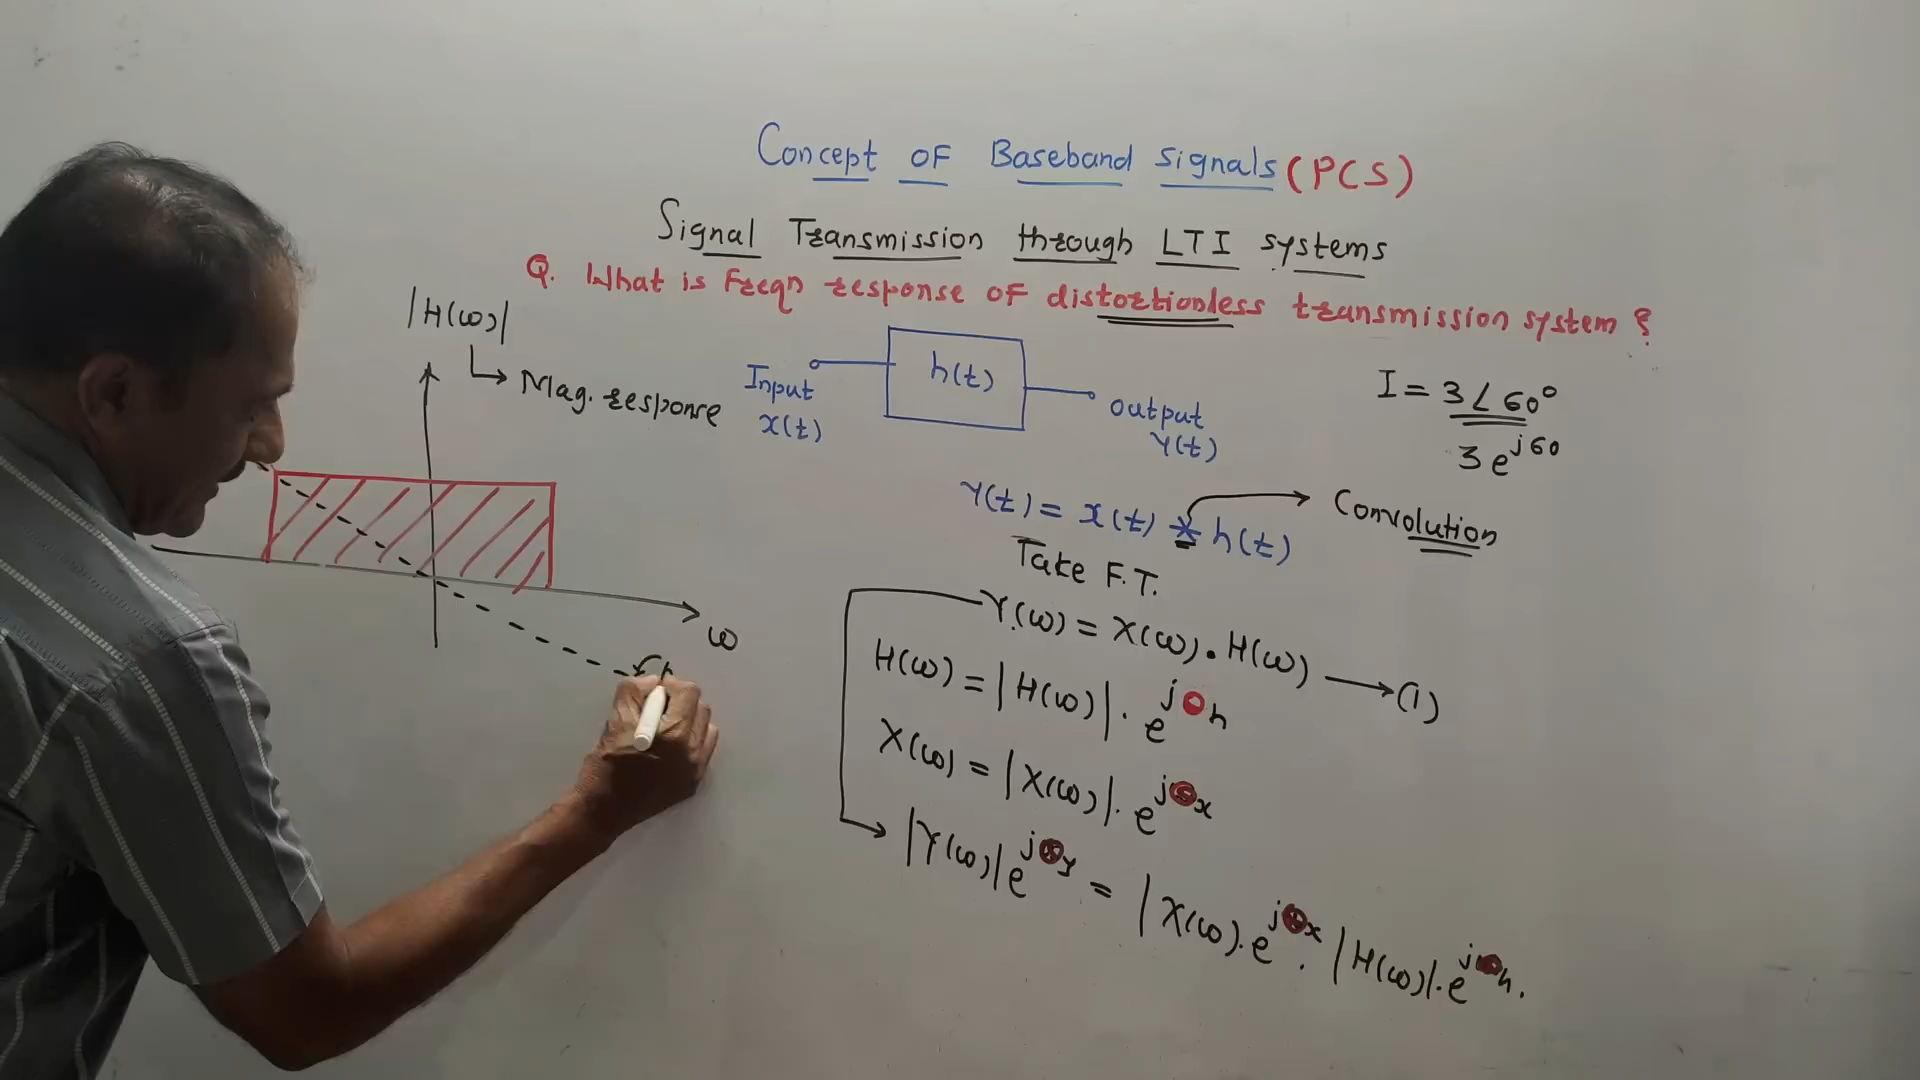 Concept of Baseband signals (PCS)
Signal Transmission through LTI systems
Q. What is Freqn response of distortionless transmission system ?
|H(ω)|
Mag. response
Input
x(t)
h(t)
output
Y(t)
I = 3∠60°
3e^j60
Y(t) = x(t) * h(t)
Convolution
Take F.T.
Y(ω) = X(ω) . H(ω) → (1)
ω
H(ω) = |H(ω)| . e^jθh
X(ω) = |X(ω)| . e^jθx
|Y(ω)| e^jθy = |X(ω) . e^jθx . |H(ω)| . e^jθh .